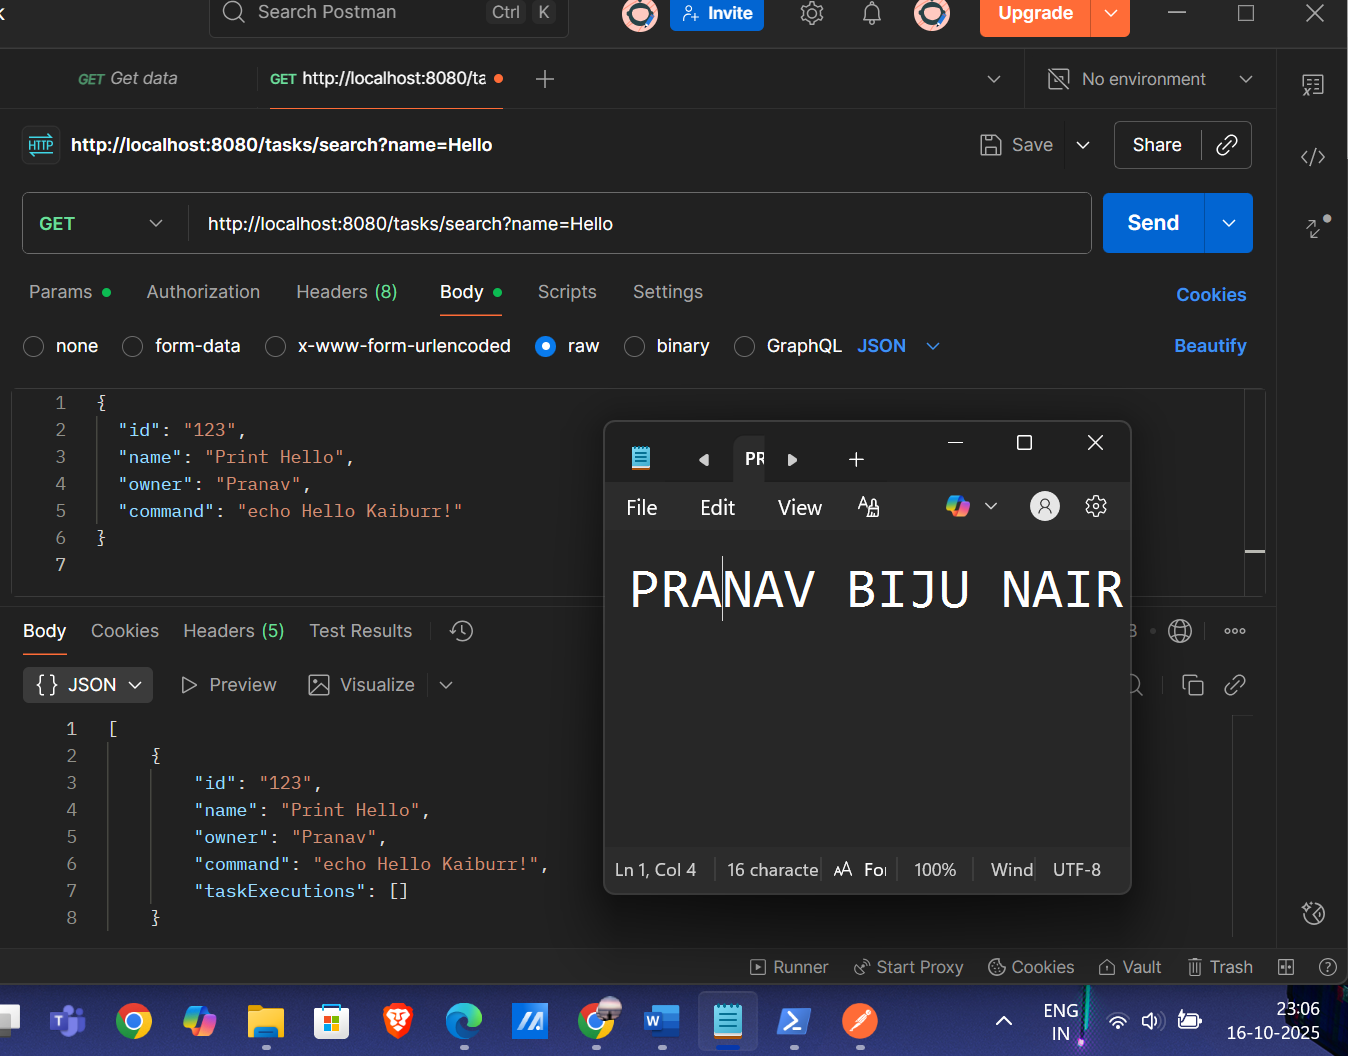 Search Postman Ctrl K Invite Upgrade
GET Get data GET http://localhost:8080/ta No environment
HTTP http://localhost:8080/tasks/search?name=Hello Save Share
GET http://localhost:8080/tasks/search?name=Hello Send
Params Authorization Headers (8) Body Scripts Settings Cookies
none form-data x-www-form-urlencoded raw binary GraphQL JSON Beautify
1 {
2 "id": "123",
3 "name": "Print Hello",
4 "owner": "Pranav",
5 "command": "echo Hello Kaiburr!"
6 }
7
PR
File Edit View
PRANAV BIJU NAIR
Ln 1, Col 4 16 characte For 100% Wind UTF-8
Body Cookies Headers (5) Test Results
{} JSON Preview Visualize
1 [
2 {
3 "id": "123",
4 "name": "Print Hello",
5 "owner": "Pranav",
6 "command": "echo Hello Kaiburr!",
7 "taskExecutions": []
8 }
Runner Start Proxy Cookies Vault Trash
ENG 23:06
IN 16-10-2025